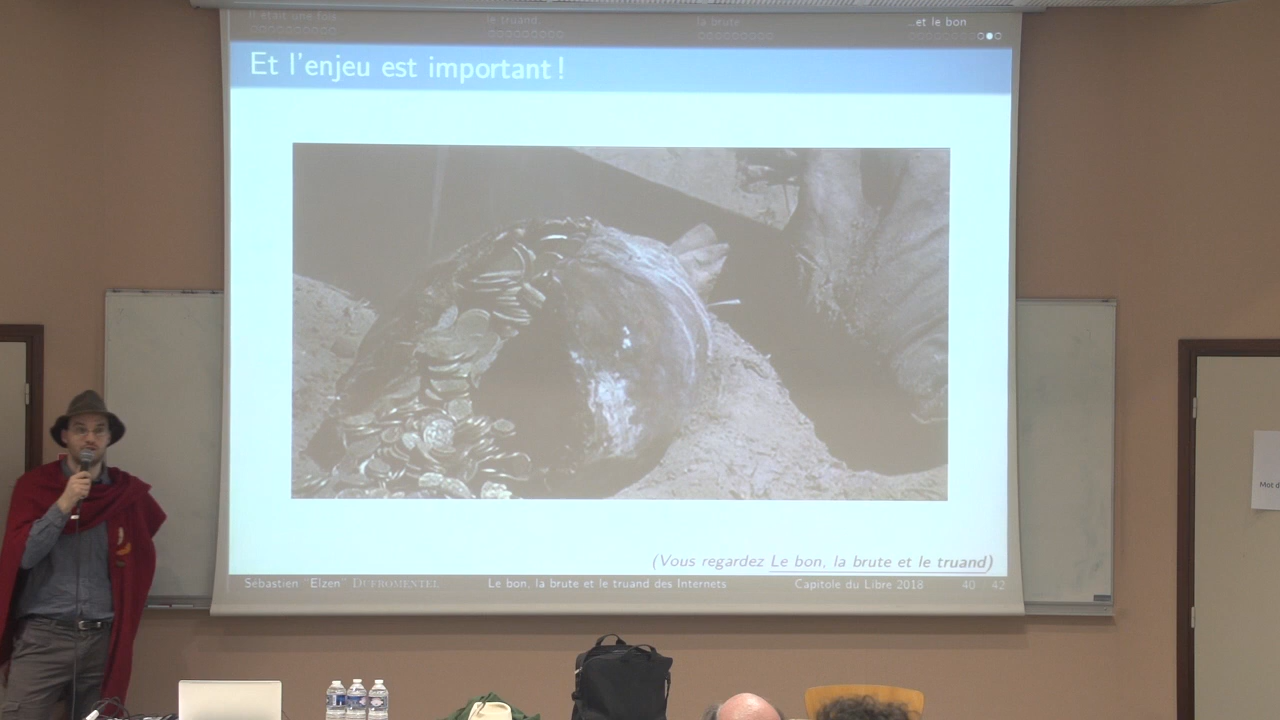 Il était une fois
le truand
la brute
...et le bon
Et l'enjeu est important !
(Vous regardez Le bon, la brute et le truand)
Sébastien "Elzen" DUFROMENTEL
Le bon, la brute et le truand des Internets
Capitole du Libre 2018
40
42
Mot d